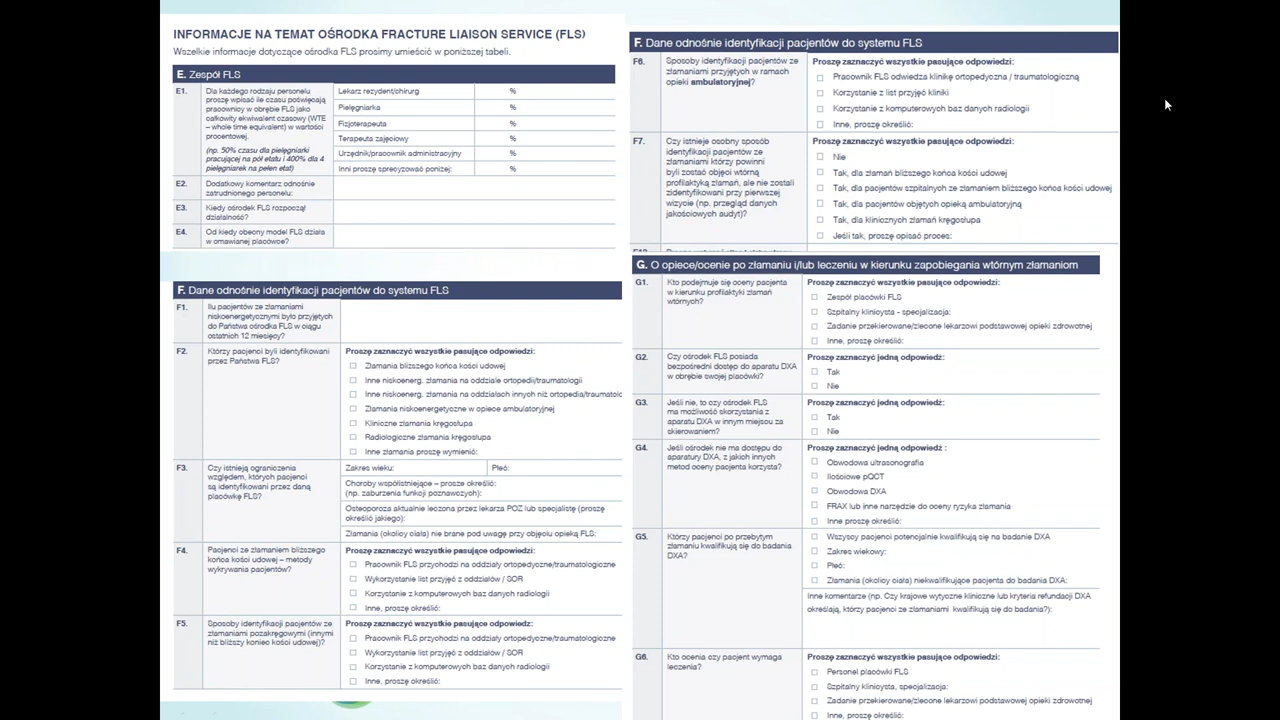 INFORMACJE NA TEMAT OŚRODKA FRACTURE LIAISON SERVICE (FLS)
Wszelkie informacje dotyczące ośrodka FLS prosimy umieścić w poniższej tabeli.
E. Zespół FLS
E1.
Dla każdego rodzaju personelu
proszę wpisać ile czasu poświęcają
pracownicy w obrębie FLS jako
całkowity ekwiwalent czasowy (WTE
– whole time equivalent) w wartości
procentowej.
(np. 50% czasu dla pielęgniarki
pracującej na pół etatu i 400% dla 4
pielęgniarek na pełen etat)
Lekarz rezydent/chirurg %
Pielęgniarka %
Fizjoterapeuta %
Terapeuta zajęciowy %
Urzędnik/pracownik administracyjny %
Inni proszę sprecyzować poniżej: %
E2.
Dodatkowy komentarz odnośnie
zatrudnionego personelu:
E3.
Kiedy ośrodek FLS rozpoczął
działalność?
E4.
Od kiedy obecny model FLS działa
w omawianej placówce?
F. Dane odnośnie identyfikacji pacjentów do systemu FLS
F1.
Ilu pacjentów ze złamaniami
niskoenergetycznymi było przyjętych
do Państwa ośrodka FLS w ciągu
ostatnich 12 miesięcy?
F2.
Którzy pacjenci byli identyfikowani
przez Państwa FLS?
Proszę zaznaczyć wszystkie pasujące odpowiedzi:
Złamania bliższego końca kości udowej
Inne niskoenerg. złamania na oddziale ortopedii/traumatologii
Inne niskoenerg. złamania na oddziałach innych niż ortopedia/traumatolo
Złamania niskoenergetyczne w opiece ambulatoryjnej
Kliniczne złamania kręgosłupa
Radiologiczne złamania kręgosłupa
Inne złamania proszę wymienić:
F3.
Czy istnieją ograniczenia
względem, których pacjenci
są identyfikowani przez daną
placówkę FLS?
Zakres wieku: Płeć:
Choroby współistniejące – prosze określić:
(np. zaburzenia funkcji poznawczych):
Osteoporoza aktualnie leczona przez lekarza POZ lub specjalistę (proszę
określić jakiego):
Złamania (okolicy ciała) nie brane pod uwagę przy objęciu opieką FLS:
F4.
Pacjenci ze złamaniem bliższego
końca kości udowej – metody
wykrywania pacjentów?
Proszę zaznaczyć wszystkie pasujące odpowiedzi:
Pracownik FLS przychodzi na oddziały ortopedyczne/traumatologiczne
Wykorzystanie list przyjęć z oddziałów / SOR
Korzystanie z komputerowych baz danych radiologii
Inne, proszę określić:
F5.
Sposoby identyfikacji pacjentów ze
złamaniami pozakręgowymi (innymi
niż bliższy koniec kości udowej)?
Proszę zaznaczyć wszystkie pasujące odpowiedz:
Pracownik FLS przychodzi na oddziały ortopedyczne/traumatologiczne
Wykorzystanie list przyjęć z oddziałów / SOR
Korzystanie z komputerowych baz danych radiologii
Inne, proszę określić:
F. Dane odnośnie identyfikacji pacjentów do systemu FLS
F6.
Sposoby identyfikacji pacjentów ze
złamaniami przyjętych w ramach
opieki ambulatoryjnej?
Proszę zaznaczyć wszystkie pasujące odpowiedzi:
Pracownik FLS odwiedza klinikę ortopedyczna / traumatologiczną
Korzystanie z list przyjęć kliniki
Korzystanie z komputerowych baz danych radiologii
Inne, proszę określić:
F7.
Czy istnieje osobny sposób
identyfikacji pacjentów ze
złamaniami którzy powinni
byli zostać objęci wtórną
profilaktyką złamań, ale nie zostali
zidentyfikowani przy pierwszej
wizycie (np. przegląd danych
jakościowych audyt)?
Proszę zaznaczyć wszystkie pasujące odpowiedzi:
Nie
Tak, dla złamań bliższego końca kości udowej
Tak, dla pacjentów szpitalnych ze złamaniem bliższego końca kości udowej
Tak, dla pacjentów objętych opieką ambulatoryjną
Tak, dla klinicznych złamań kręgosłupa
Jeśli tak, proszę opisać proces:
G. O opiece/ocenie po złamaniu i/lub leczeniu w kierunku zapobiegania wtórnym złamaniom
G1.
Kto podejmuje się oceny pacjenta
w kierunku profilaktyki złamań
wtórnych?
Proszę zaznaczyć wszystkie pasujące odpowiedzi:
Zespół placówki FLS
Szpitalny klinicysta - specjalizacja:
Zadanie przekierowane/zlecone lekarzowi podstawowej opieki zdrowotnej
Inne, proszę określić:
G2.
Czy ośrodek FLS posiada
bezpośredni dostęp do aparatu DXA
w obrębie swojej placówki?
Proszę zaznaczyć jedną odpowiedź:
Tak
Nie
G3.
Jeśli nie, to czy ośrodek FLS
ma możliwość skorzystania z
aparatu DXA w innym miejscu za
skierowaniem?
Proszę zaznaczyć jedną odpowiedź:
Tak
Nie
G4.
Jeśli ośrodek nie ma dostępu do
aparatury DXA, z jakich innych
metod oceny pacjenta korzysta?
Proszę zaznaczyć jedną odpowiedź :
Obwodowa ultrasonografia
Ilościowe pQCT
Obwodowa DXA
FRAX lub inne narzędzie do oceny ryzyka złamania
Inne proszę określić:
G5.
Którzy pacjenci po przebytym
złamaniu kwalifikują się do badania
DXA?
Wszyscy pacjenci potencjalnie kwalifikują się na badanie DXA
Zakres wiekowy:
Płeć:
Złamania (okolicy ciała) niekwalifikujące pacjenta do badania DXA:
Inne komentarze (np. Czy krajowe wytyczne kliniczne lub kryteria refundacji DXA
określają, którzy pacjenci ze złamaniami kwalifikują się do badania?):
G6.
Kto ocenia czy pacjent wymaga
leczenia?
Proszę zaznaczyć wszystkie pasujące odpowiedzi:
Personel placówki FLS
Szpitalny klinicysta, specjalizacja:
Zadanie przekierowane/zlecone lekarzowi podstawowej opieki zdrowotnej
Inne, proszę określić: